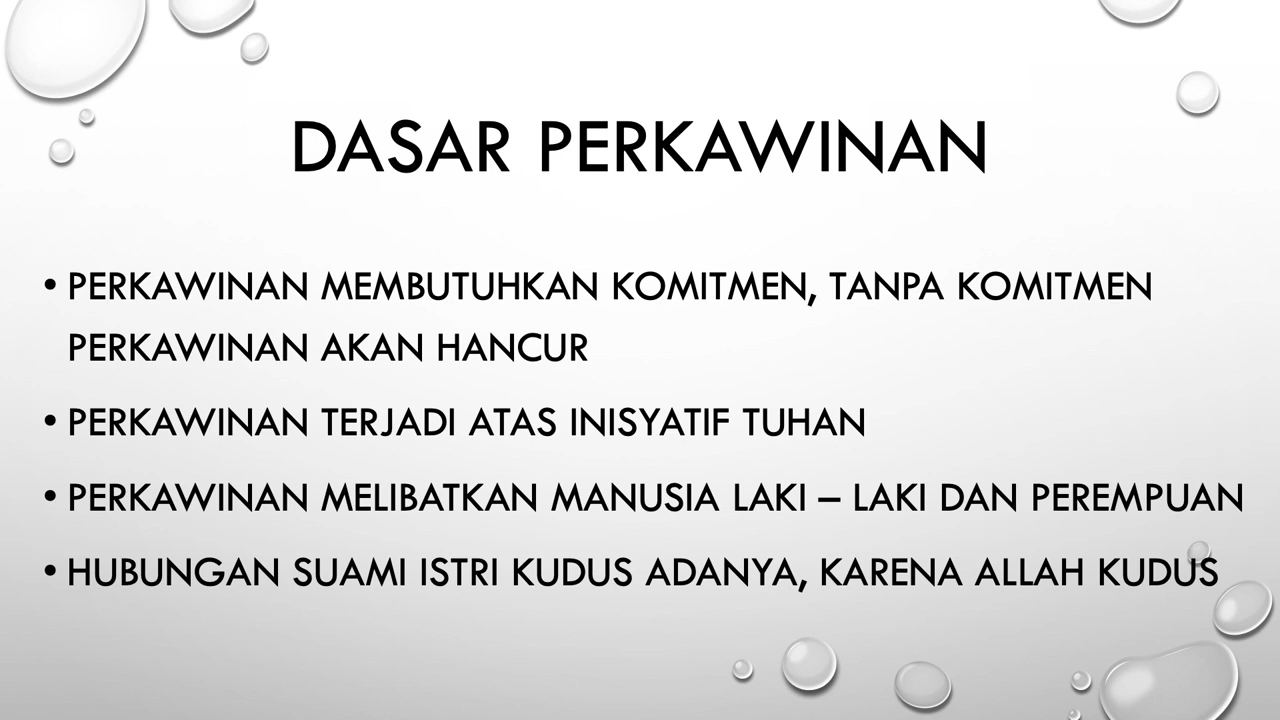 DASAR PERKAWINAN
• PERKAWINAN MEMBUTUHKAN KOMITMEN, TANPA KOMITMEN
PERKAWINAN AKAN HANCUR
• PERKAWINAN TERJADI ATAS INISYATIF TUHAN
• PERKAWINAN MELIBATKAN MANUSIA LAKI – LAKI DAN PEREMPUAN
• HUBUNGAN SUAMI ISTRI KUDUS ADANYA, KARENA ALLAH KUDUS